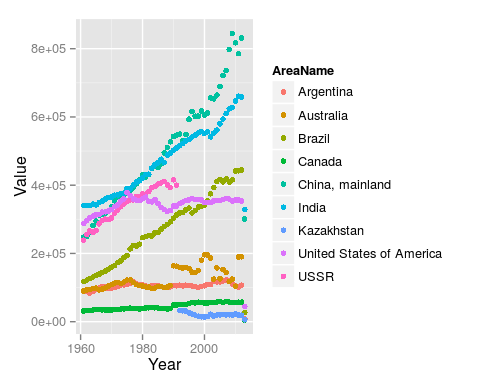 Value
8e+05
6e+05
4e+05
2e+05
0e+00
1960
1980
2000
Year
AreaName
Argentina
Australia
Brazil
Canada
China, mainland
India
Kazakhstan
United States of America
USSR